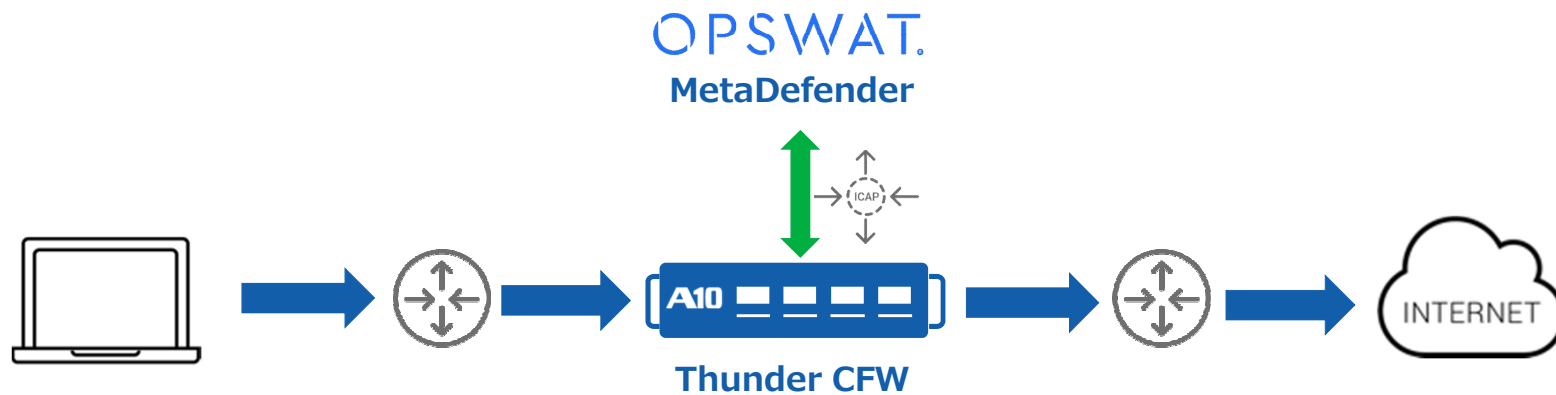 OPSWAT.
MetaDefender
ICAP
A10
INTERNET
Thunder CFW